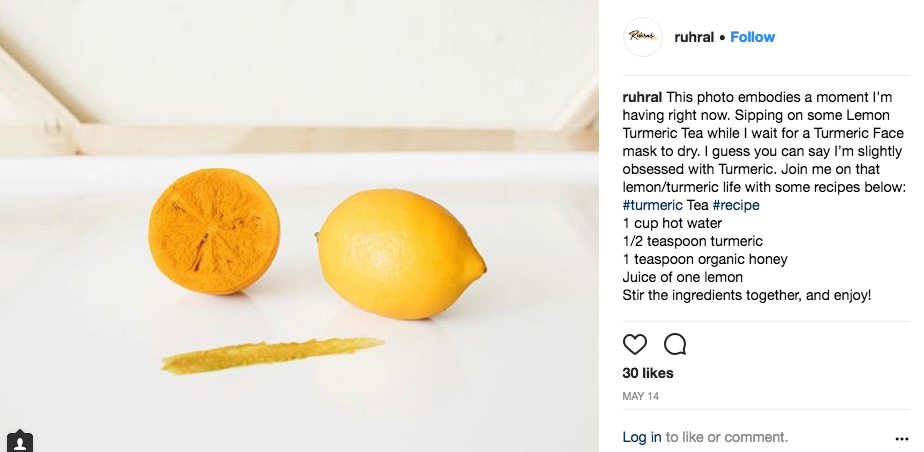 Ruhral.
ruhral • Follow
ruhral This photo embodies a moment I'm
having right now. Sipping on some Lemon
Turmeric Tea while I wait for a Turmeric Face
mask to dry. I guess you can say I'm slightly
obsessed with Turmeric. Join me on that
lemon/turmeric life with some recipes below:
#turmeric Tea #recipe
1 cup hot water
1/2 teaspoon turmeric
1 teaspoon organic honey
Juice of one lemon
Stir the ingredients together, and enjoy!
30 likes
MAY 14
Log in to like or comment.